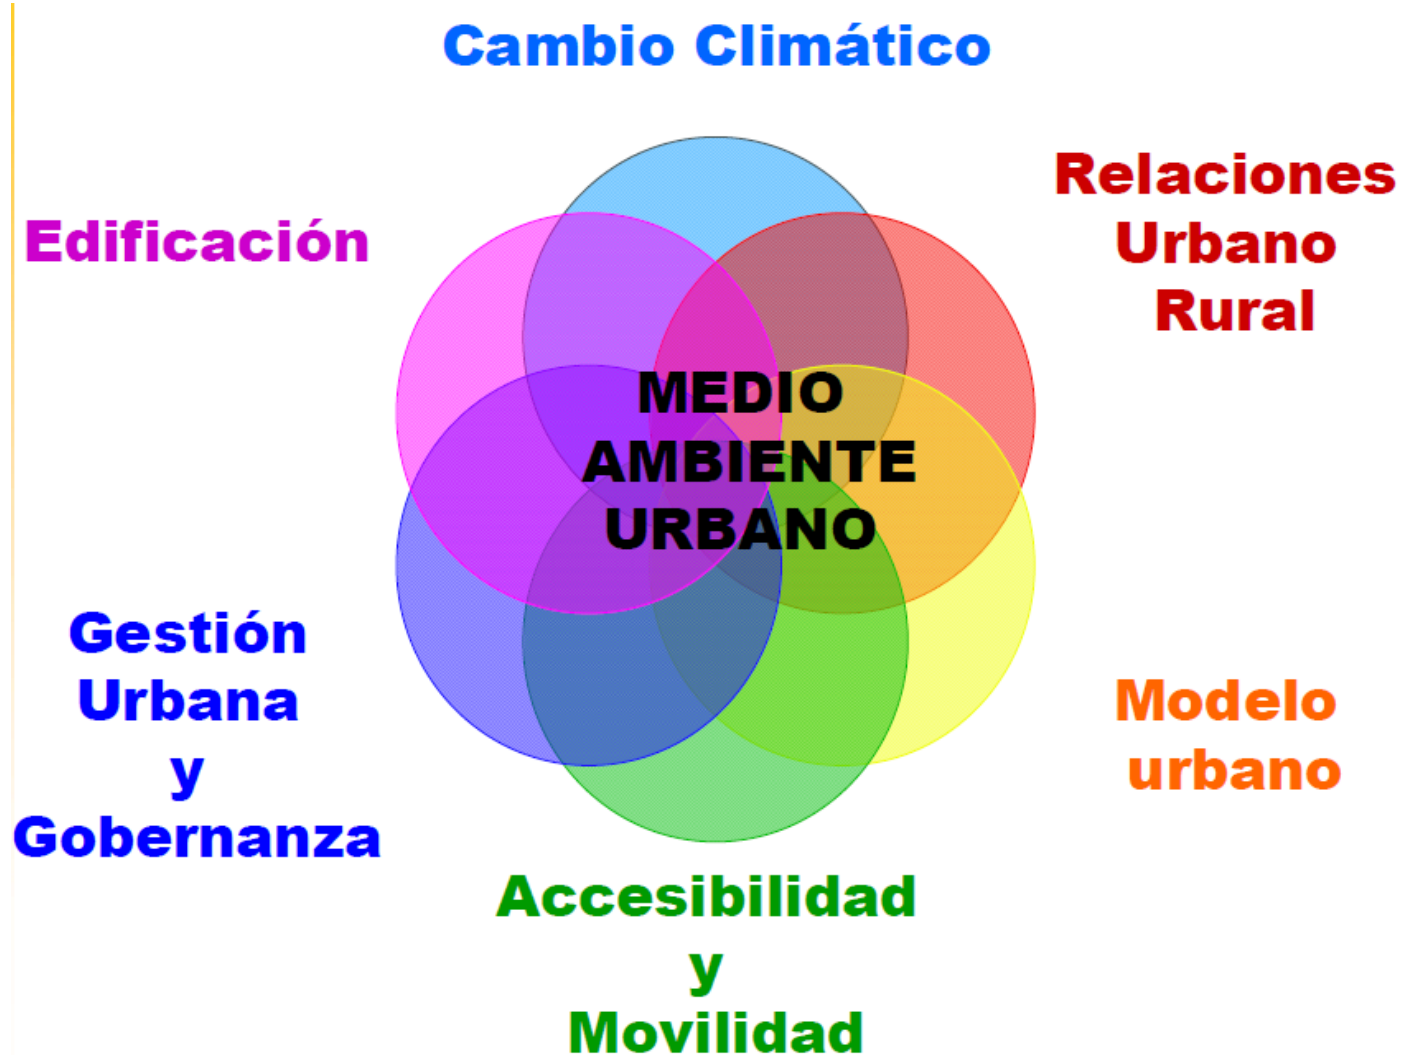 Cambio Climático
Relaciones
Urbano
Rural
Edificación
MEDIO
AMBIENTE
URBANO
Gestión
Urbana
y
Gobernanza
Modelo
urbano
Accesibilidad
y
Movilidad